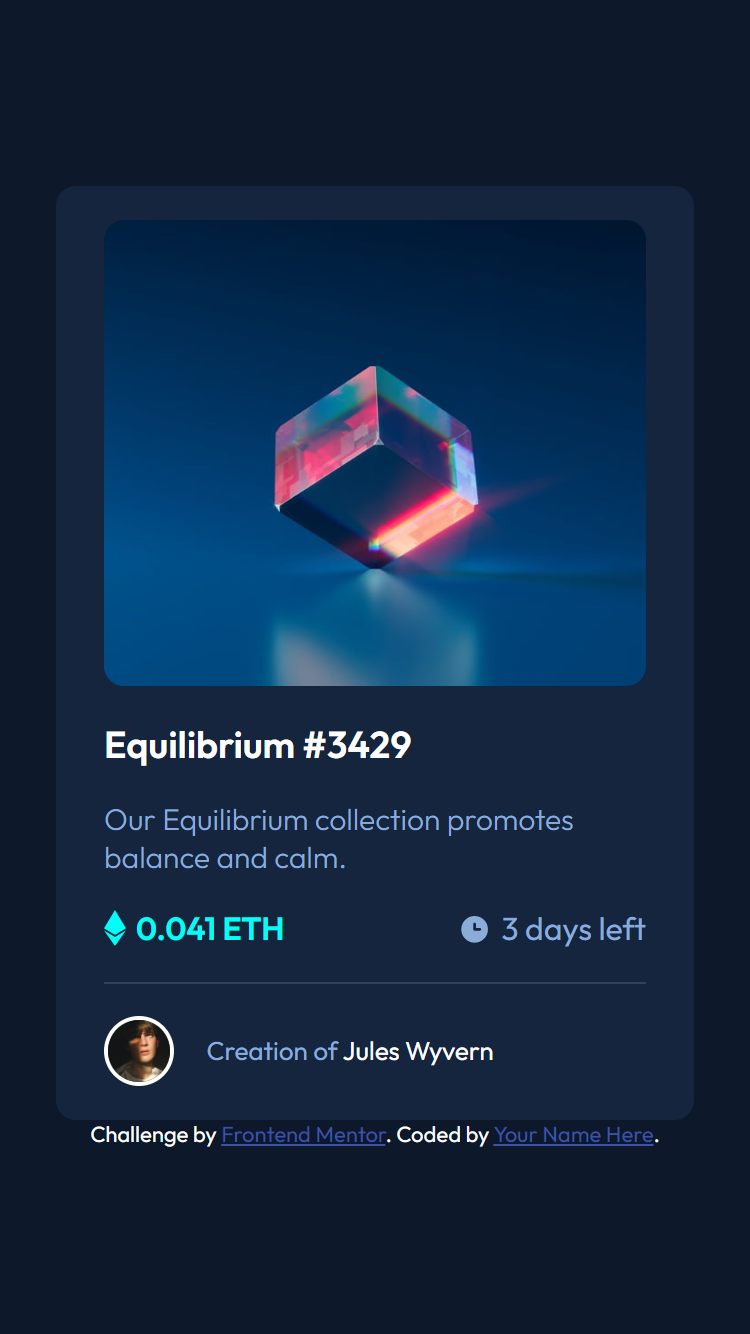 Equilibrium #3429
Our Equilibrium collection promotes
balance and calm.
0.041 ETH
3 days left
Creation of Jules Wyvern
Challenge by Frontend Mentor. Coded by Your Name Here.